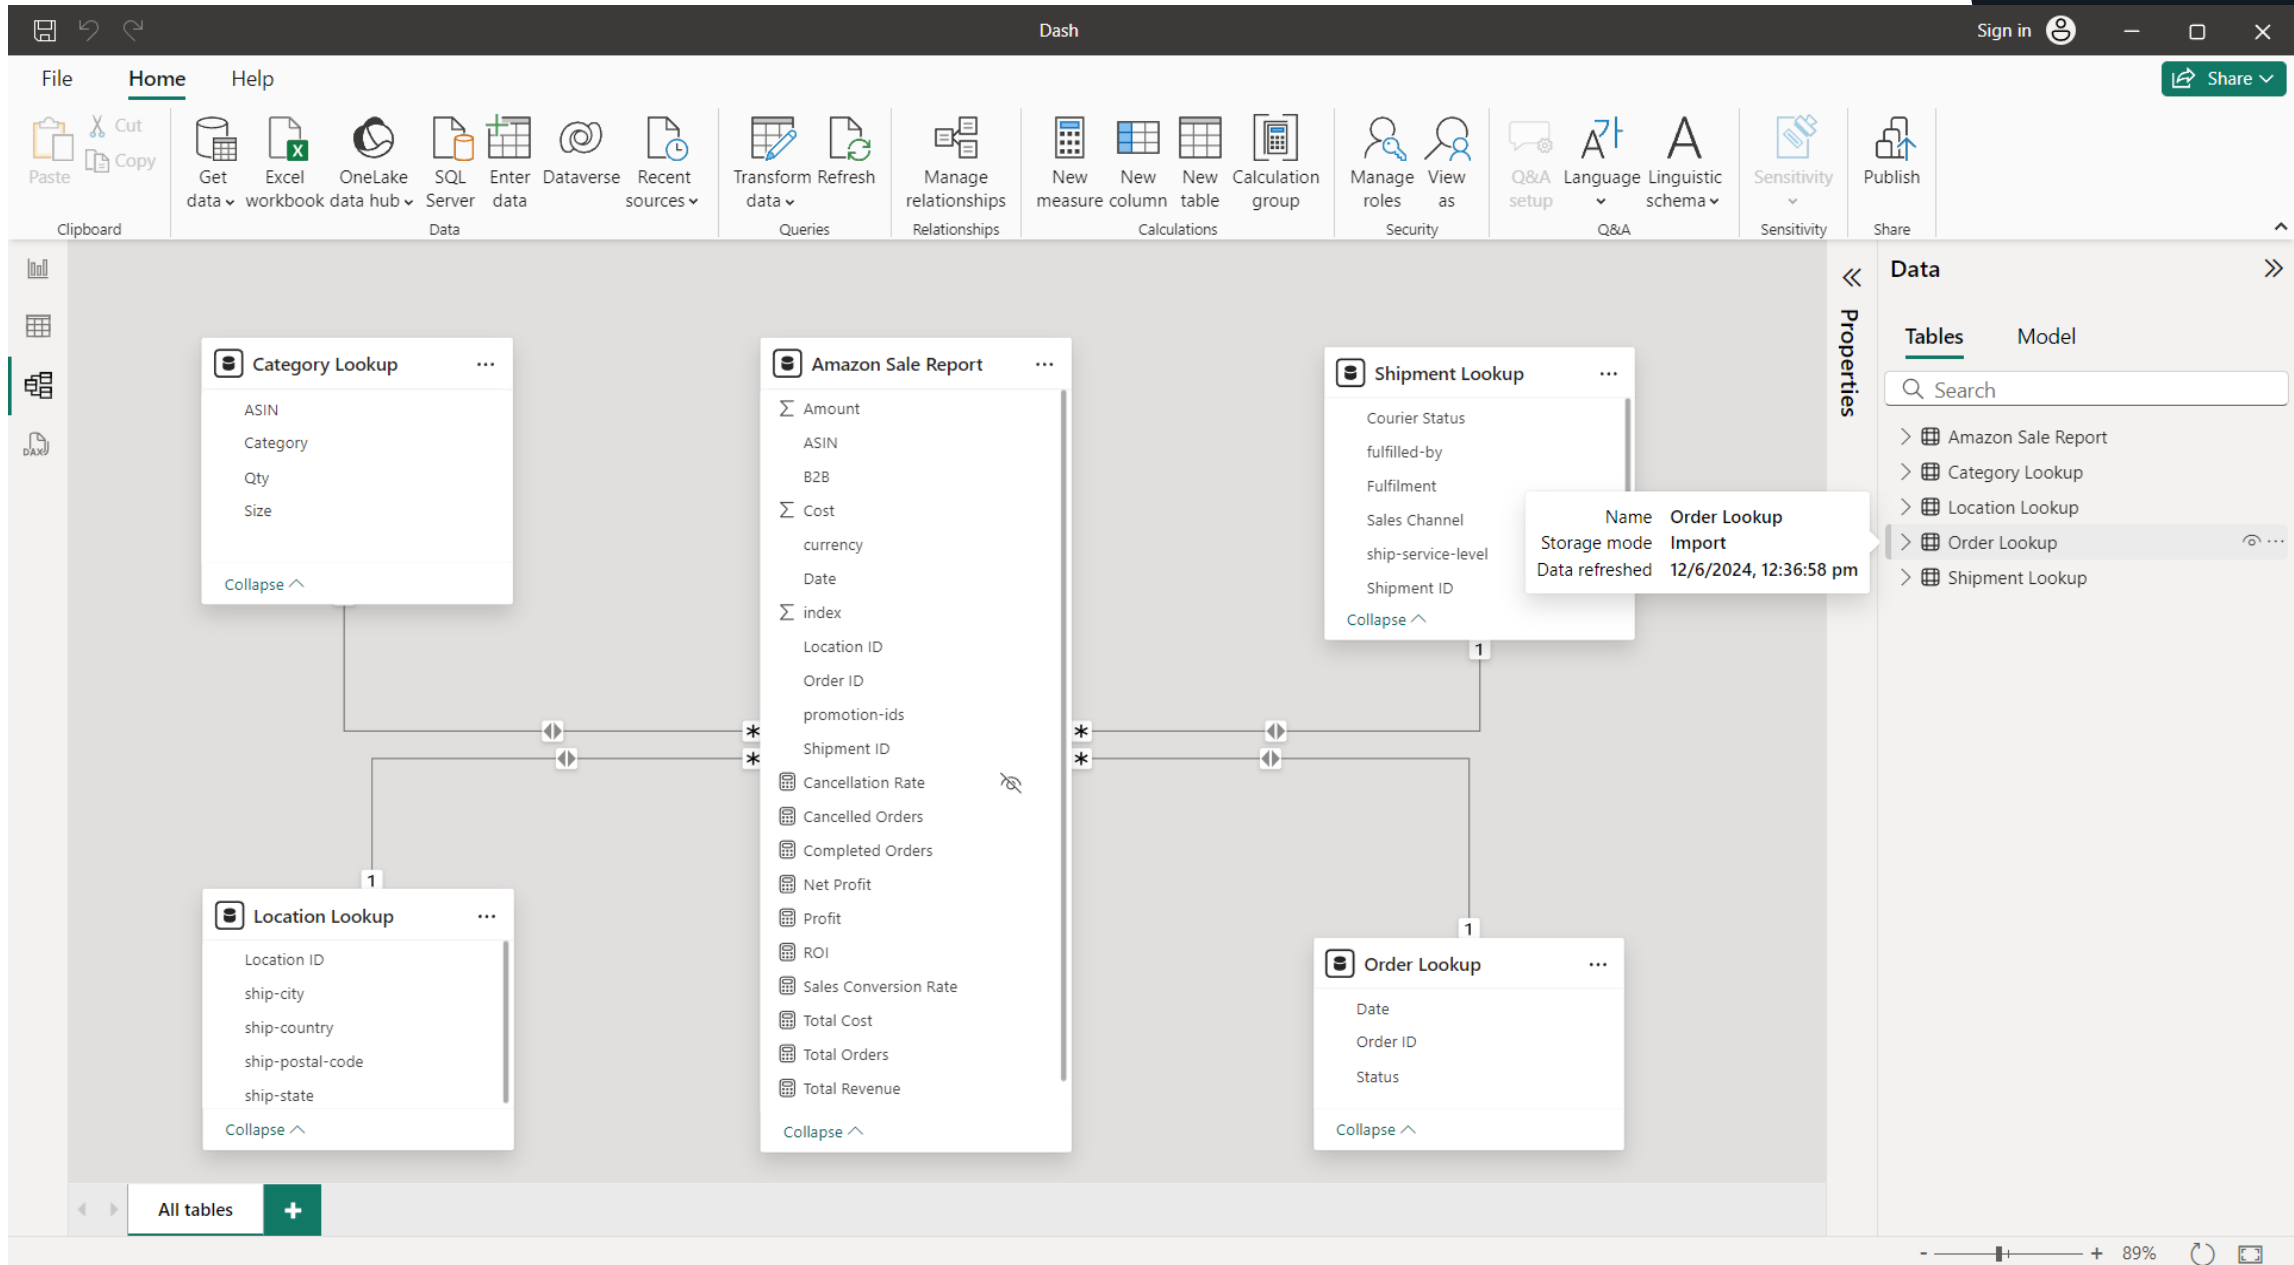 Dash
Sign in
File
Home
Help
Share
Paste
Cut
Copy
Clipboard
Get data
Excel workbook
OneLake data hub
SQL Server
Enter data
Dataverse
Recent sources
Data
Transform data
Refresh
Queries
Manage relationships
Relationships
New measure
New column
New table
Calculation group
Calculations
Manage roles
View as
Security
Q&A setup
Language
Linguistic schema
Q&A
Sensitivity
Sensitivity
Publish
Share
DAX
Category Lookup
ASIN
Category
Qty
Size
Collapse
Amazon Sale Report
Amount
ASIN
B2B
Cost
currency
Date
index
Location ID
Order ID
promotion-ids
Shipment ID
Cancellation Rate
Cancelled Orders
Completed Orders
Net Profit
Profit
ROI
Sales Conversion Rate
Total Cost
Total Orders
Total Revenue
Collapse
Shipment Lookup
Courier Status
fulfilled-by
Fulfilment
Sales Channel
ship-service-level
Shipment ID
Collapse
1
Name Order Lookup
Storage mode Import
Data refreshed 12/6/2024, 12:36:58 pm
* *
* *
1
Location Lookup
Location ID
ship-city
ship-country
ship-postal-code
ship-state
Collapse
1
Order Lookup
Date
Order ID
Status
Collapse
Properties
Data
Tables
Model
Search
Amazon Sale Report
Category Lookup
Location Lookup
Order Lookup
Shipment Lookup
All tables
+
- + 89%